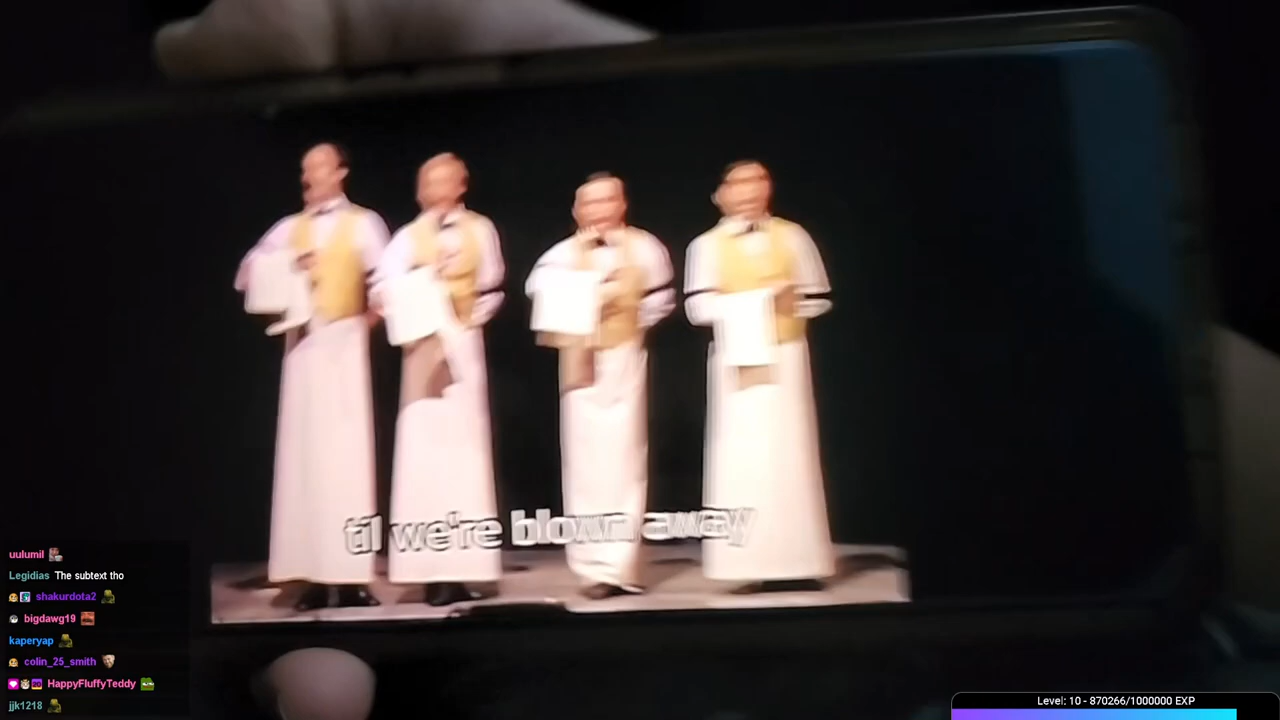 til we're blown away
uulumil
Legidias The subtext tho
shakurdota2
bigdawg19
kaperyap
colin_25_smith
HappyFluffyTeddy
jjk1218
Level: 10 - 870266/1000000 EXP